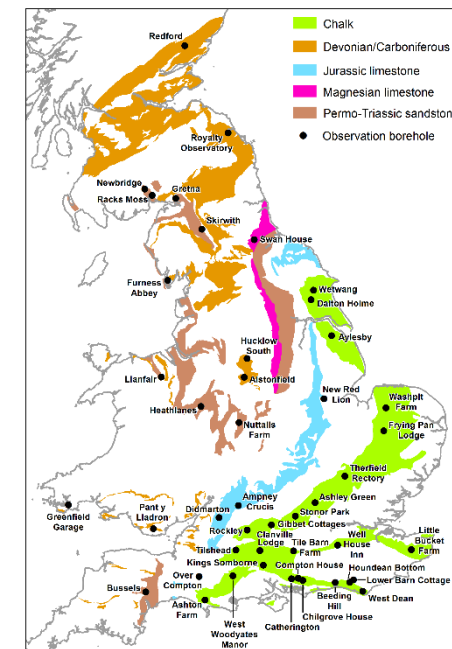 Chalk
Devonian/Carboniferous
Jurassic limestone
Magnesian limestone
Permo-Triassic sandston
Observation borehole
Redford
Royalty
Observatory
Newbridge
Gretna
Racks Moss
Skirwith
Swan House
Furness
Abbey
Wetwang
Dalton Holme
Aylesby
Hucklow
South
Llanfair
Alstonfield
New Red
Lion
Washpit
Farm
Heathlanes
Nuttalls
Farm
Frying Pan
Lodge
Therfield
Rectory
Greenfield
Garage
Pant y
Lladron
Didmarton
Ampney
Crucis
Ashley Green
Stonor Park
Rockley
Gibbet Cottages
Clanville
Lodge
Tile Barn
Farm
Well
House
Inn
Little
Bucket
Farm
Tilshead
Kings Somborne
Compton House
Houndean Bottom
Bussels
Over
Compton
Lower Barn Cottage
Ashton
Farm
West
Woodyates
Manor
Catherington
Chilgrove House
Beeding
Hill
West Dean